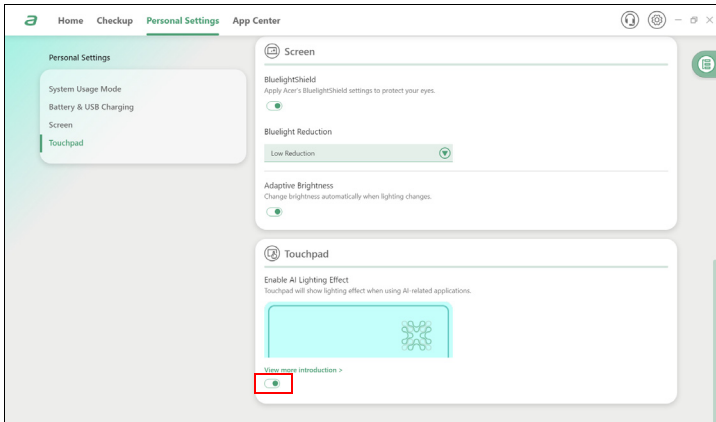 a Home Checkup Personal Settings App Center
Personal Settings
System Usage Mode
Battery & USB Charging
Screen
Touchpad
Screen
BluelightShield
Apply Acer's BluelightShield settings to protect your eyes.
Bluelight Reduction
Low Reduction
Adaptive Brightness
Change brightness automatically when lighting changes.
Touchpad
Enable AI Lighting Effect
Touchpad will show lighting effect when using AI-related applications.
View more introduction >